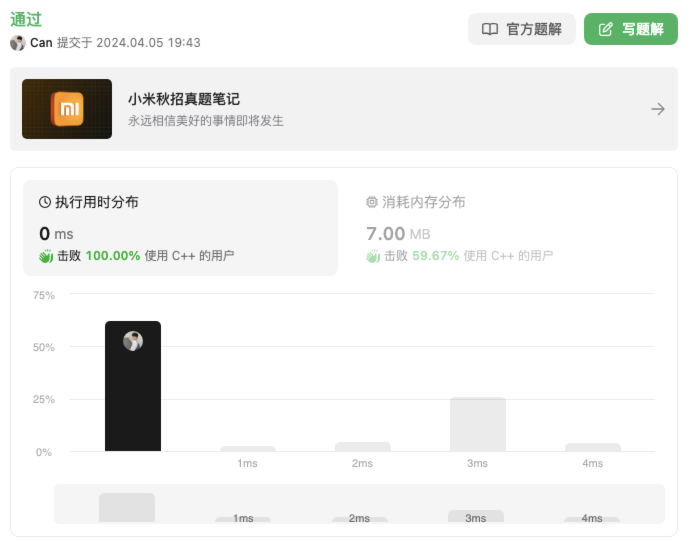 通过
Can 提交于 2024.04.05 19:43
官方题解
写题解
小米秋招真题笔记
永远相信美好的事情即将发生
执行用时分布
0 ms
击败 100.00% 使用 C++ 的用户
消耗内存分布
7.00 MB
击败 59.67% 使用 C++ 的用户
75%
50%
25%
0%
1ms
2ms
3ms
4ms
1ms
2ms
3ms
4ms